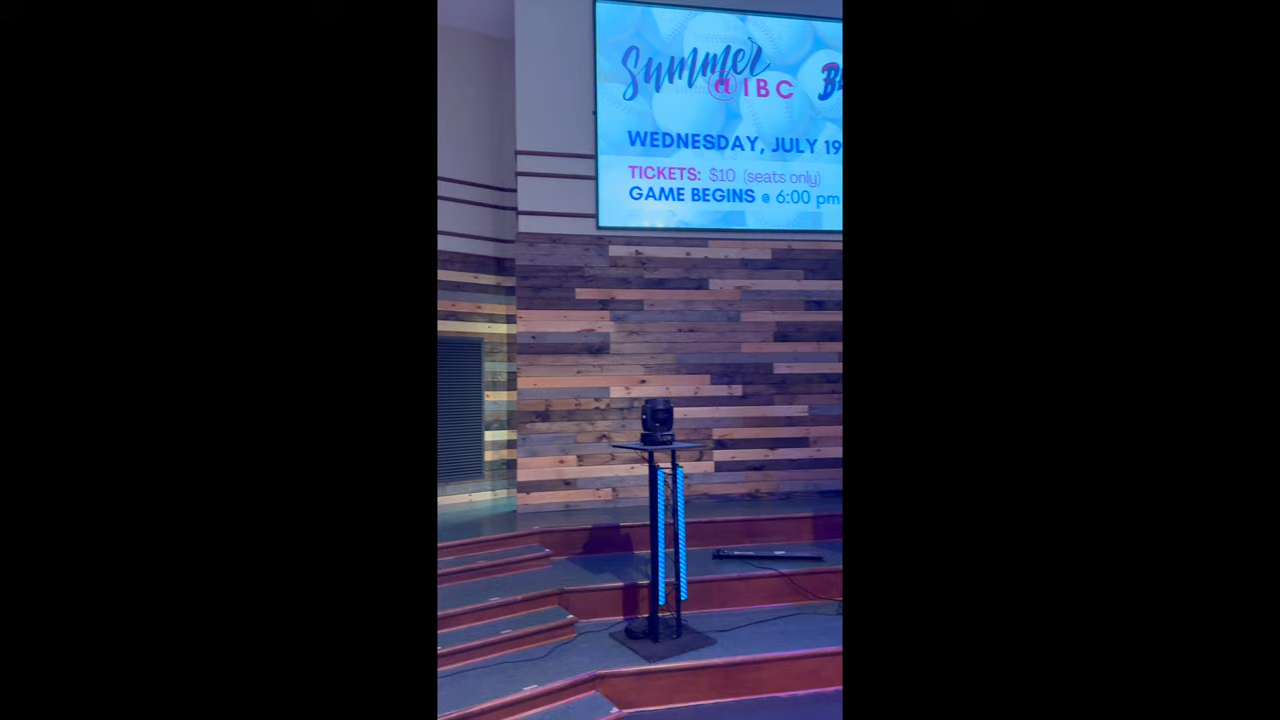 Summer
@IBC
WEDNESDAY, JULY 19
TICKETS: $10 (seats only)
GAME BEGINS @ 6:00 pm